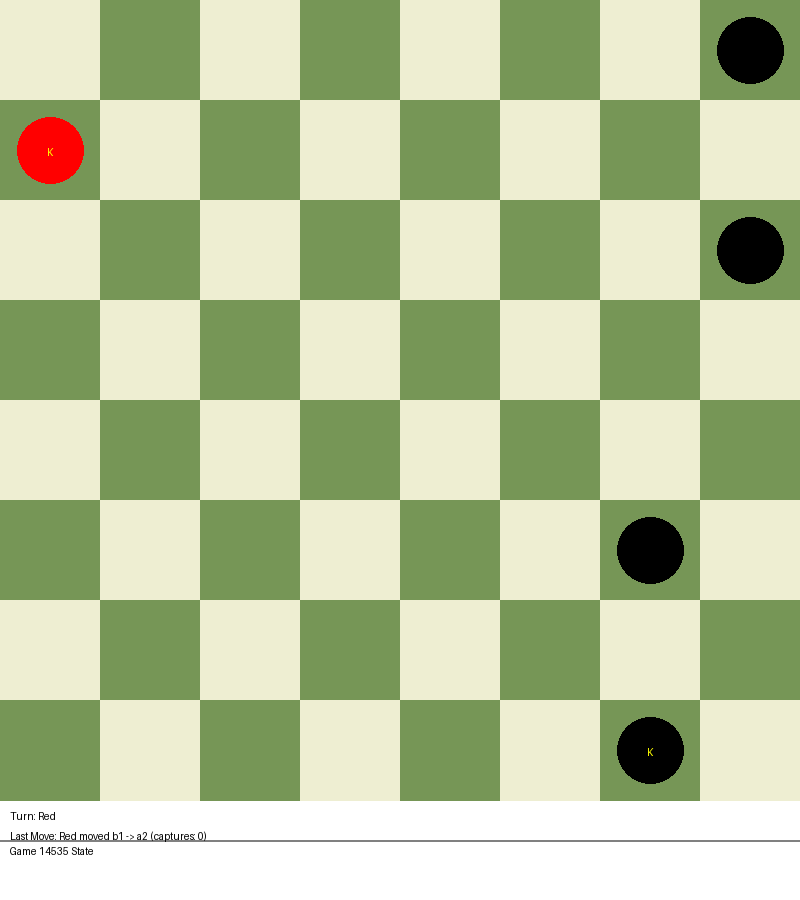 K
K
Turn: Red
Last Move: Red moved b1 -> a2 (captures: 0)
Game 14535 State